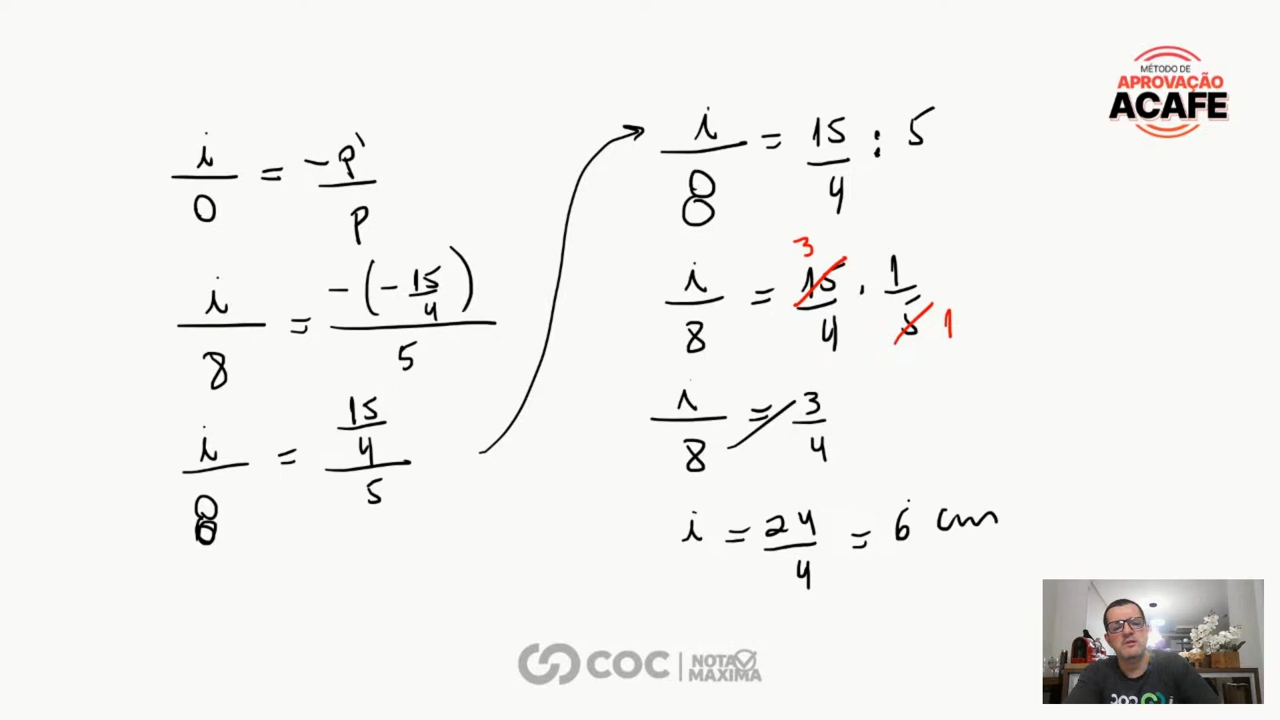 MÉTODO DE
APROVAÇÃO
ACAFE
i/o = -p'/p
i/8 = -(-15/4)/5
i/8 = 15/4/5
i/8 = 15/4 : 5
i/8 = 15/4 · 1/5 3 1
i/8 = 3/4
i = 24/4 = 6 cm
COC NOTA
MÁXIMA